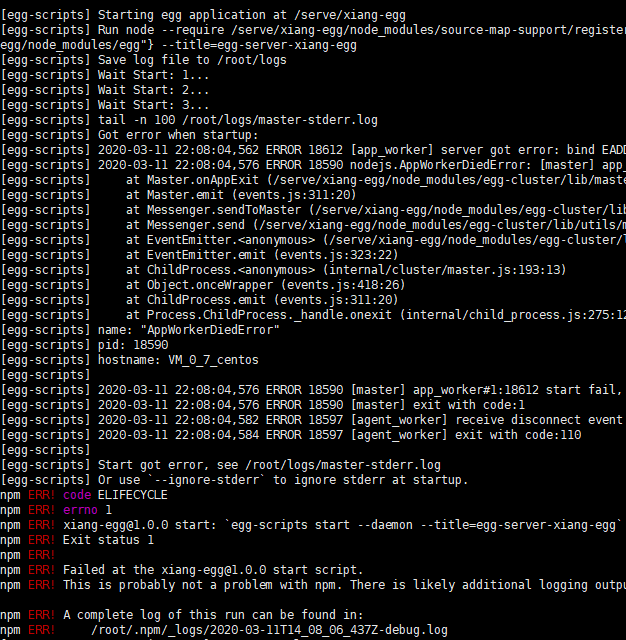 [egg-scripts] Starting egg application at /serve/xiang-egg
[egg-scripts] Run node --require /serve/xiang-egg/node_modules/source-map-support/register
egg/node_modules/egg"} --title=egg-server-xiang-egg
[egg-scripts] Save log file to /root/logs
[egg-scripts] Wait Start: 1...
[egg-scripts] Wait Start: 2...
[egg-scripts] Wait Start: 3...
[egg-scripts] tail -n 100 /root/logs/master-stderr.log
[egg-scripts] Got error when startup:
[egg-scripts] 2020-03-11 22:08:04,562 ERROR 18612 [app_worker] server got error: bind EADD
[egg-scripts] 2020-03-11 22:08:04,576 ERROR 18590 nodejs.AppWorkerDiedError: [master] app_
[egg-scripts]     at Master.onAppExit (/serve/xiang-egg/node_modules/egg-cluster/lib/maste
[egg-scripts]     at Master.emit (events.js:311:20)
[egg-scripts]     at Messenger.sendToMaster (/serve/xiang-egg/node_modules/egg-cluster/lib
[egg-scripts]     at Messenger.send (/serve/xiang-egg/node_modules/egg-cluster/lib/utils/m
[egg-scripts]     at EventEmitter.<anonymous> (/serve/xiang-egg/node_modules/egg-cluster/l
[egg-scripts]     at EventEmitter.emit (events.js:323:22)
[egg-scripts]     at ChildProcess.<anonymous> (internal/cluster/master.js:193:13)
[egg-scripts]     at Object.onceWrapper (events.js:418:26)
[egg-scripts]     at ChildProcess.emit (events.js:311:20)
[egg-scripts]     at Process.ChildProcess._handle.onexit (internal/child_process.js:275:12
[egg-scripts] name: "AppWorkerDiedError"
[egg-scripts] pid: 18590
[egg-scripts] hostname: VM_0_7_centos
[egg-scripts]
[egg-scripts] 2020-03-11 22:08:04,576 ERROR 18590 [master] app_worker#1:18612 start fail,
[egg-scripts] 2020-03-11 22:08:04,576 ERROR 18590 [master] exit with code:1
[egg-scripts] 2020-03-11 22:08:04,582 ERROR 18597 [agent_worker] receive disconnect event
[egg-scripts] 2020-03-11 22:08:04,584 ERROR 18597 [agent_worker] exit with code:110
[egg-scripts]
[egg-scripts] Start got error, see /root/logs/master-stderr.log
[egg-scripts] Or use `--ignore-stderr` to ignore stderr at startup.
npm ERR! code ELIFECYCLE
npm ERR! errno 1
npm ERR! xiang-egg@1.0.0 start: `egg-scripts start --daemon --title=egg-server-xiang-egg`
npm ERR! Exit status 1
npm ERR!
npm ERR! Failed at the xiang-egg@1.0.0 start script.
npm ERR! This is probably not a problem with npm. There is likely additional logging outpu
npm ERR! A complete log of this run can be found in:
npm ERR!     /root/.npm/_logs/2020-03-11T14_08_06_437Z-debug.log